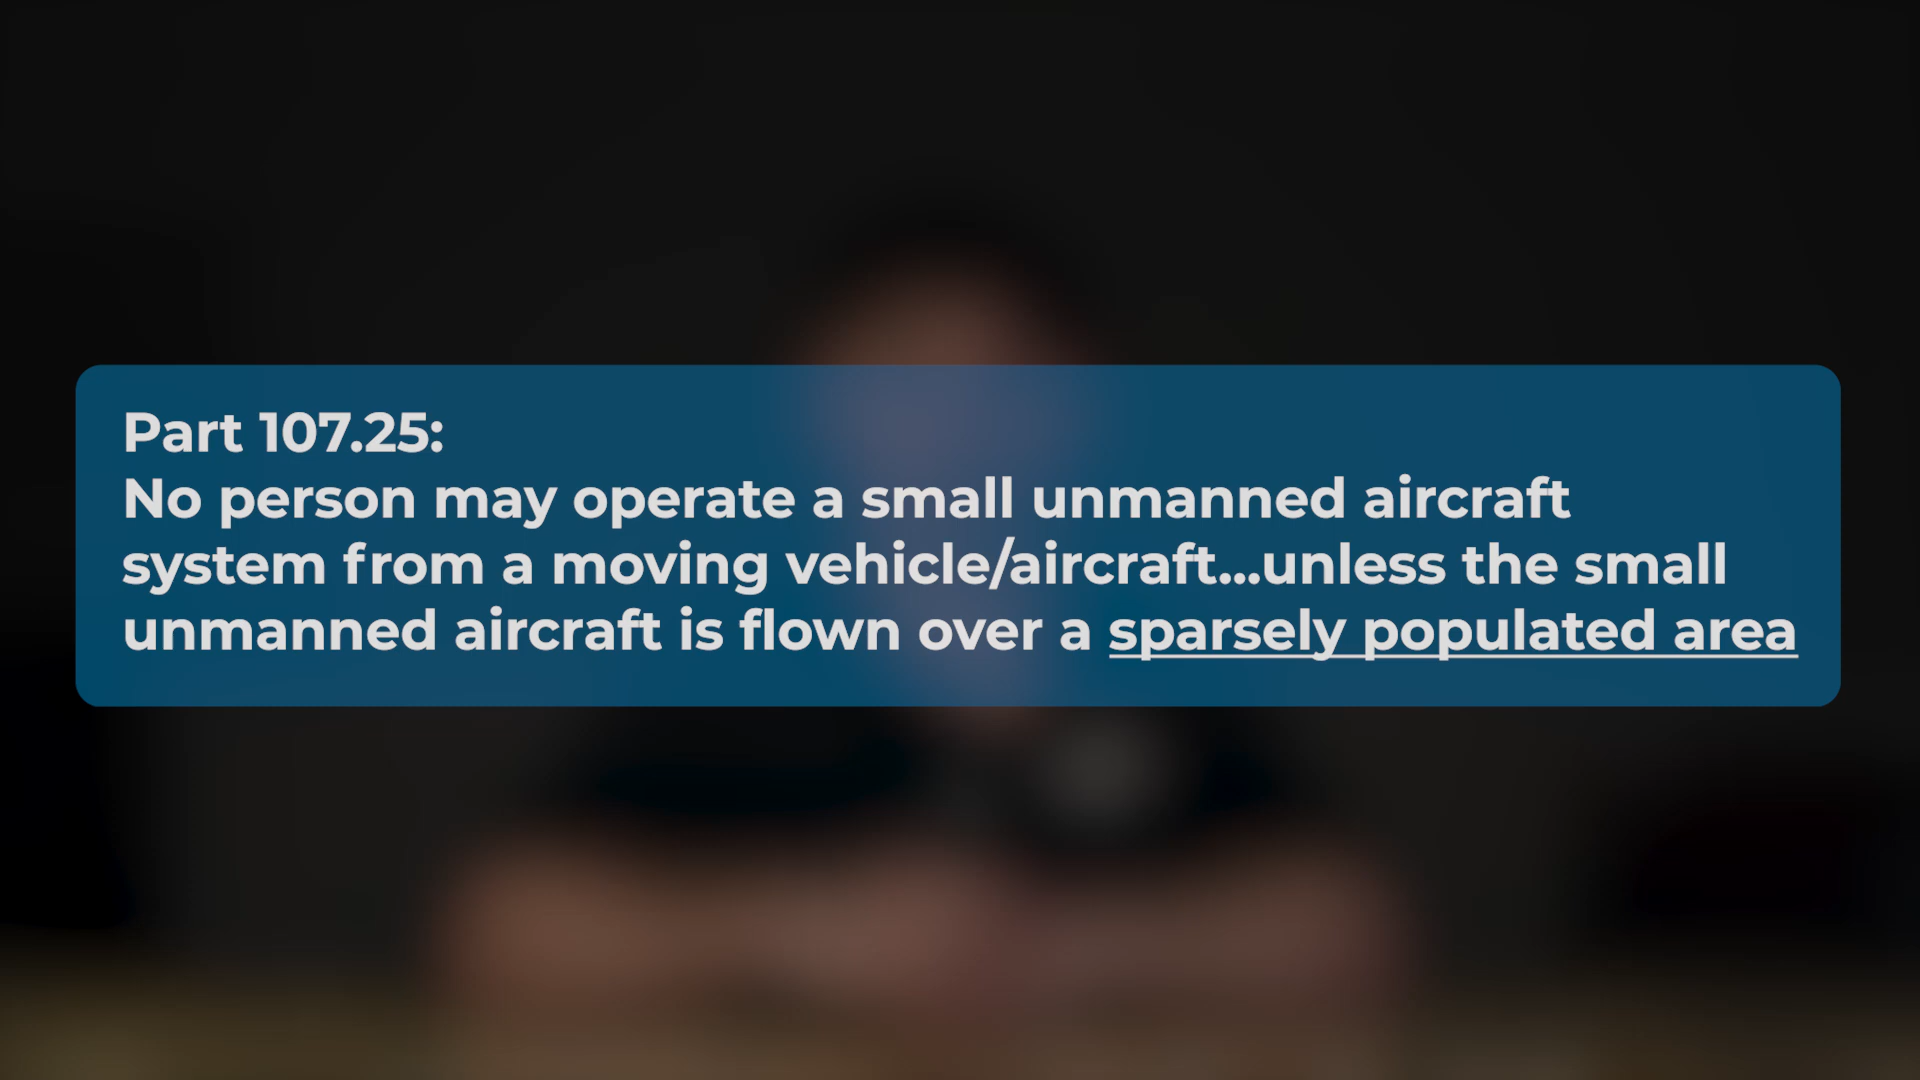 Part 107.25:
No person may operate a small unmanned aircraft
system from a moving vehicle/aircraft...unless the small
unmanned aircraft is flown over a sparsely populated area